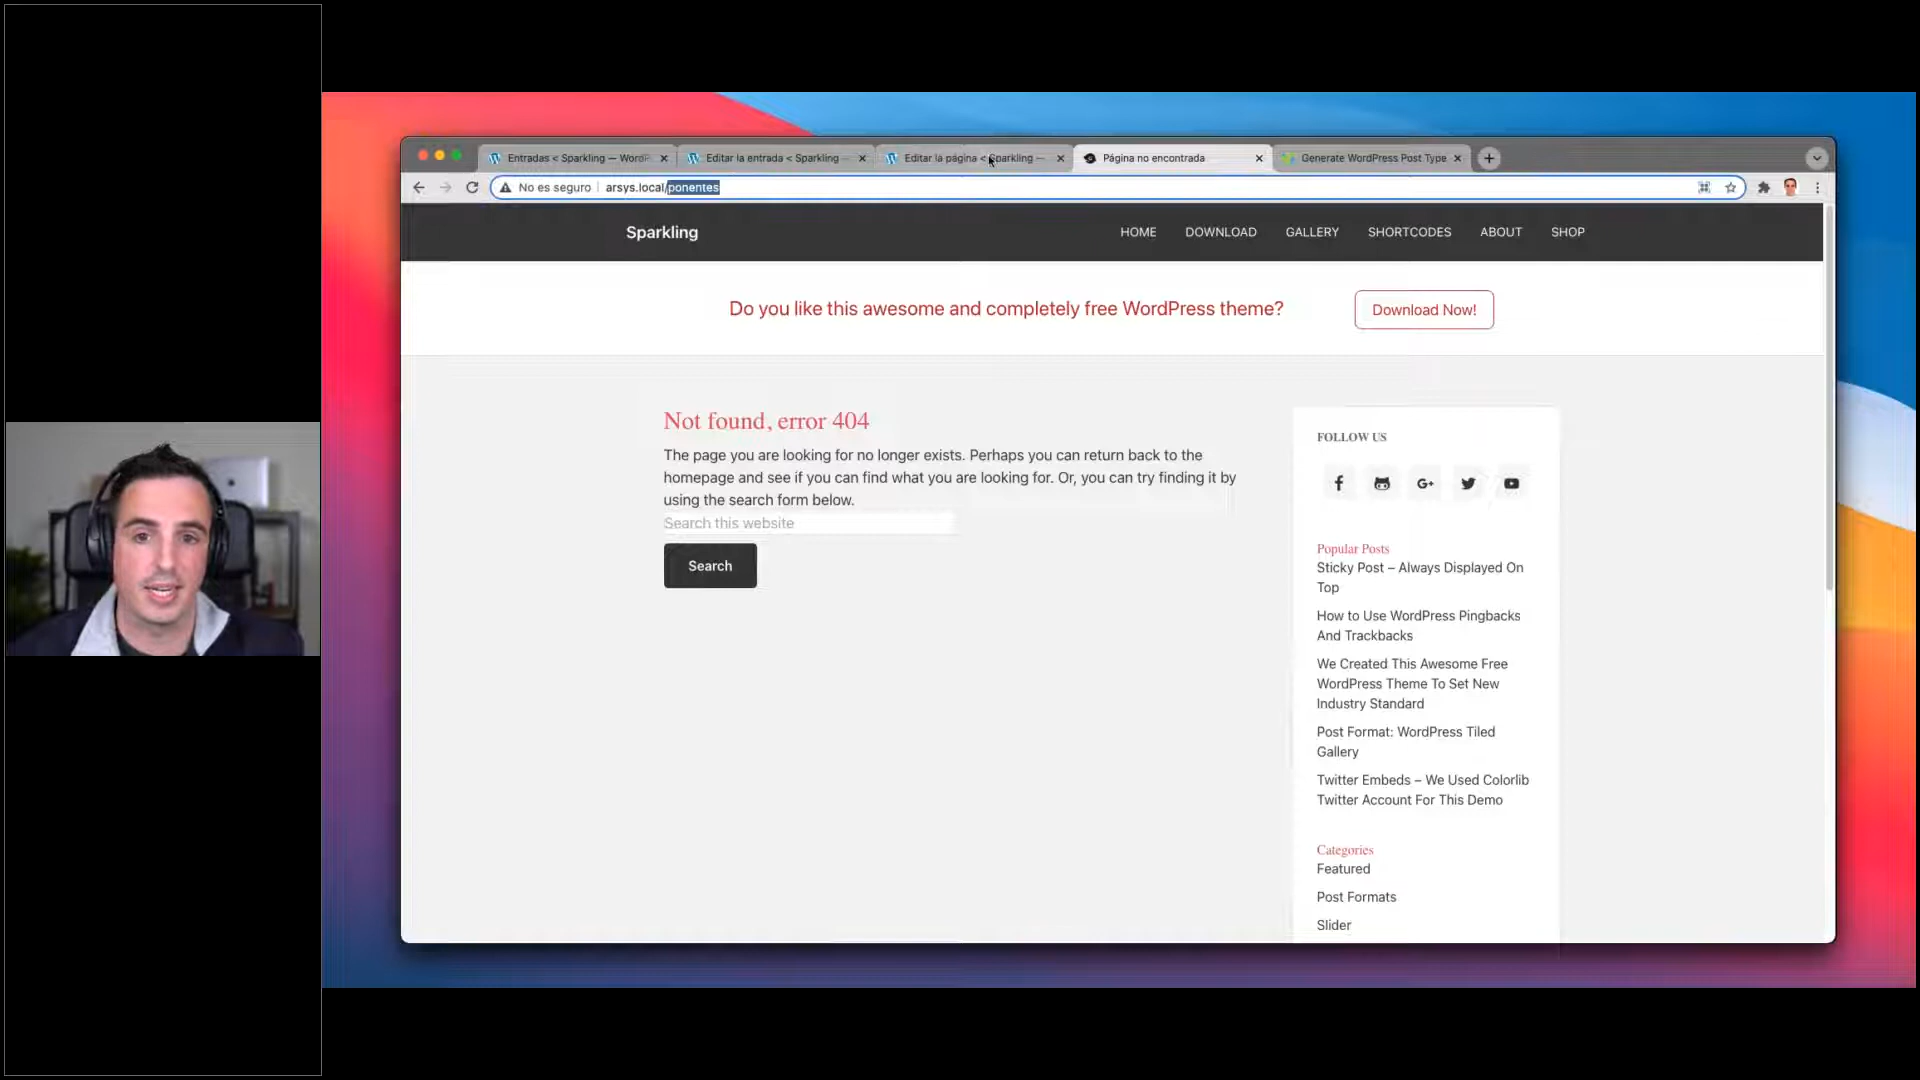 Entradas < Sparkling — WordP
Editar la entrada < Sparkling —
Editar la página < Sparkling —
Página no encontrada
Generate WordPress Post Type
No es seguro
arsys.local/ponentes
Sparkling
HOME
DOWNLOAD
GALLERY
SHORTCODES
ABOUT
SHOP
Do you like this awesome and completely free WordPress theme?
Download Now!
Not found, error 404
The page you are looking for no longer exists. Perhaps you can return back to the
homepage and see if you can find what you are looking for. Or, you can try finding it by
using the search form below.
Search this website
Search
FOLLOW US
Popular Posts
Sticky Post – Always Displayed On
Top
How to Use WordPress Pingbacks
And Trackbacks
We Created This Awesome Free
WordPress Theme To Set New
Industry Standard
Post Format: WordPress Tiled
Gallery
Twitter Embeds – We Used Colorlib
Twitter Account For This Demo
Categories
Featured
Post Formats
Slider